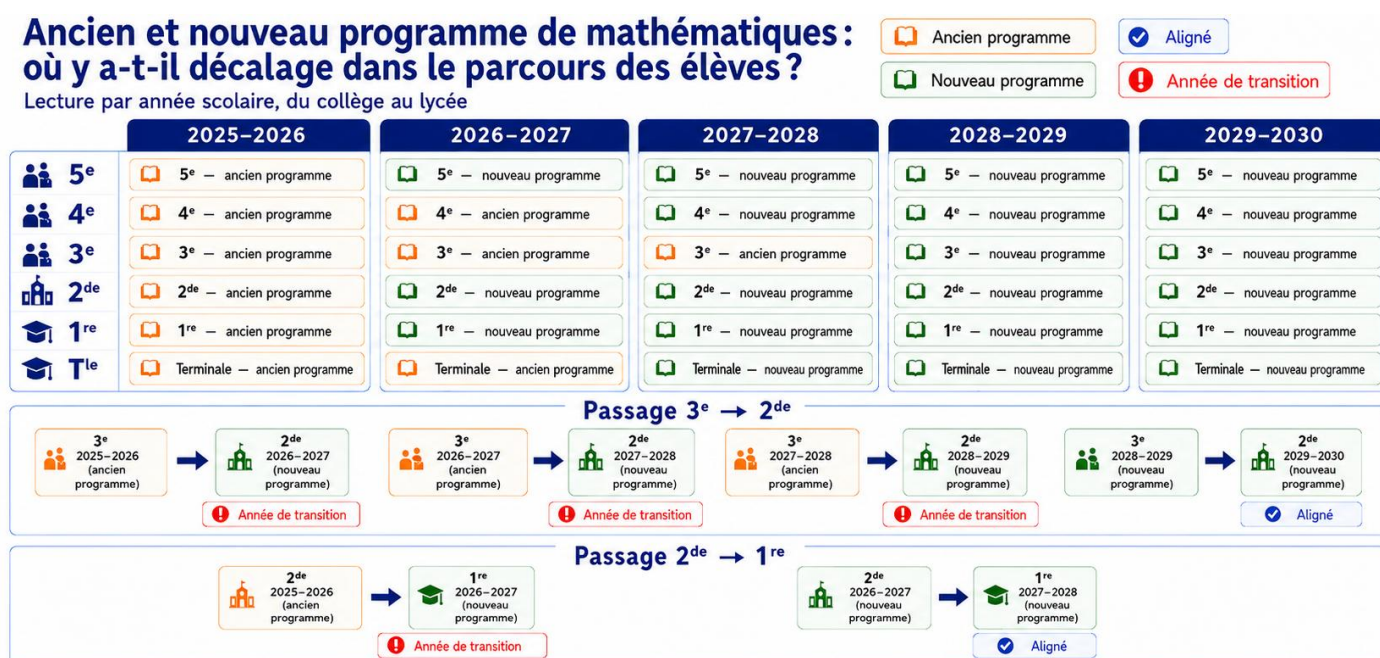 Ancien et nouveau programme de mathématiques :
où y a-t-il décalage dans le parcours des élèves ?
Lecture par année scolaire, du collège au lycée
Ancien programme
Aligné
Nouveau programme
Année de transition
2025–2026 2026–2027 2027–2028 2028–2029 2029–2030
5e 5e — ancien programme 5e — nouveau programme 5e — nouveau programme 5e — nouveau programme 5e — nouveau programme
4e 4e — ancien programme 4e — ancien programme 4e — nouveau programme 4e — nouveau programme 4e — nouveau programme
3e 3e — ancien programme 3e — ancien programme 3e — ancien programme 3e — nouveau programme 3e — nouveau programme
2de 2de — ancien programme 2de — nouveau programme 2de — nouveau programme 2de — nouveau programme 2de — nouveau programme
1re 1re — ancien programme 1re — nouveau programme 1re — nouveau programme 1re — nouveau programme 1re — nouveau programme
Tle Terminale — ancien programme Terminale — ancien programme Terminale — nouveau programme Terminale — nouveau programme Terminale — nouveau programme
Passage 3e → 2de
3e
2025–2026
(ancien
programme)
2de
2026–2027
(nouveau
programme)
Année de transition
3e
2026–2027
(ancien
programme)
2de
2027–2028
(nouveau
programme)
Année de transition
3e
2027–2028
(ancien
programme)
2de
2028–2029
(nouveau
programme)
Année de transition
3e
2028–2029
(nouveau
programme)
2de
2029–2030
(nouveau
programme)
Aligné
Passage 2de → 1re
2de
2025–2026
(ancien
programme)
1re
2026–2027
(nouveau
programme)
Année de transition
2de
2026–2027
(nouveau
programme)
1re
2027–2028
(nouveau
programme)
Aligné